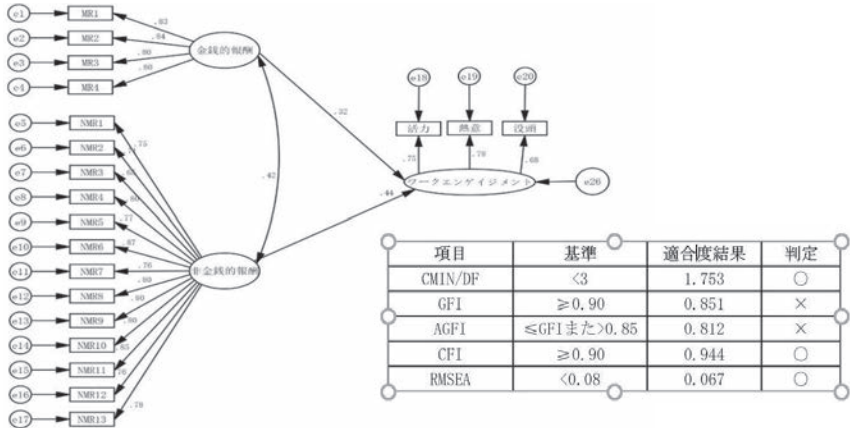 e1 MR1 .83
e2 MR2 .84
e3 MR3 .80
e4 MR4 .60
金銭的報酬
e5 NMR1 .75
e6 NMR2
e7 NMR3
e8 NMR4
e9 NMR5 .77
e10 NMR6 .87
e11 NMR7 .76
e12 NMR8 .80
e13 NMR9 .80
e14 NMR10 .80
e15 NMR11
e16 NMR12
e17 NMR13 .78
非金銭的報酬
.42
.32
.44
e18 e19 e20
活力 熱意 没頭
.75 .78 .68
ワークエンゲイジメント
e26
項目 基準 適合度結果 判定
CMIN/DF <3 1.753 ○
GFI ≧0.90 0.851 ×
AGFI ≦GFIまた>0.85 0.812 ×
CFI ≧0.90 0.944 ○
RMSEA <0.08 0.067 ○